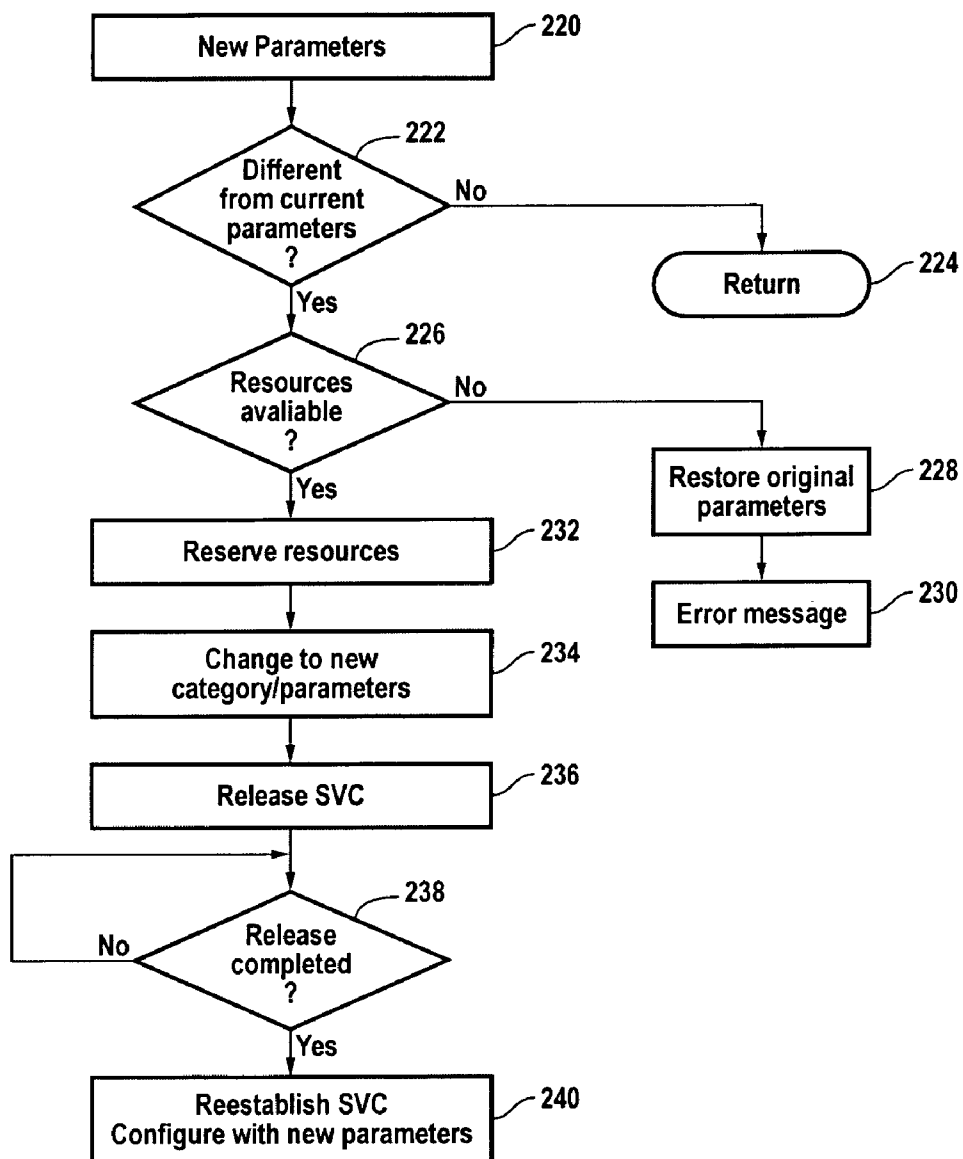 New Parameters
220
Different
from current
parameters
?
222
No
Return
224
Yes
Resources
avaliable
?
226
No
Restore original
parameters
228
Error message
230
Yes
Reserve resources
232
Change to new
category/parameters
234
Release SVC
236
Release
completed
?
238
No
Yes
Reestablish SVC
Configure with new parameters
240